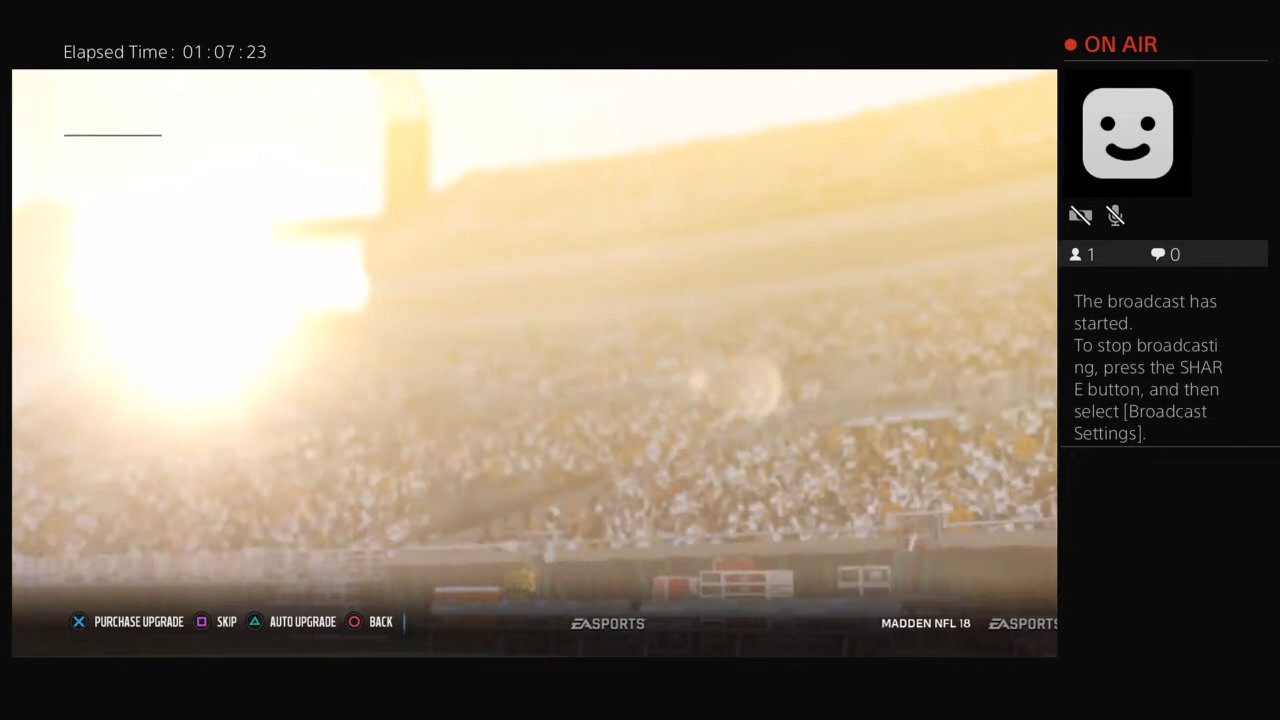 Elapsed Time: 01:07:23
ON AIR
1
0
The broadcast has
started.
To stop broadcasti
ng, press the SHAR
E button, and then
select [Broadcast
Settings].
PURCHASE UPGRADE
SKIP
AUTO UPGRADE
BACK
EA SPORTS
MADDEN NFL 18
EA SPORTS